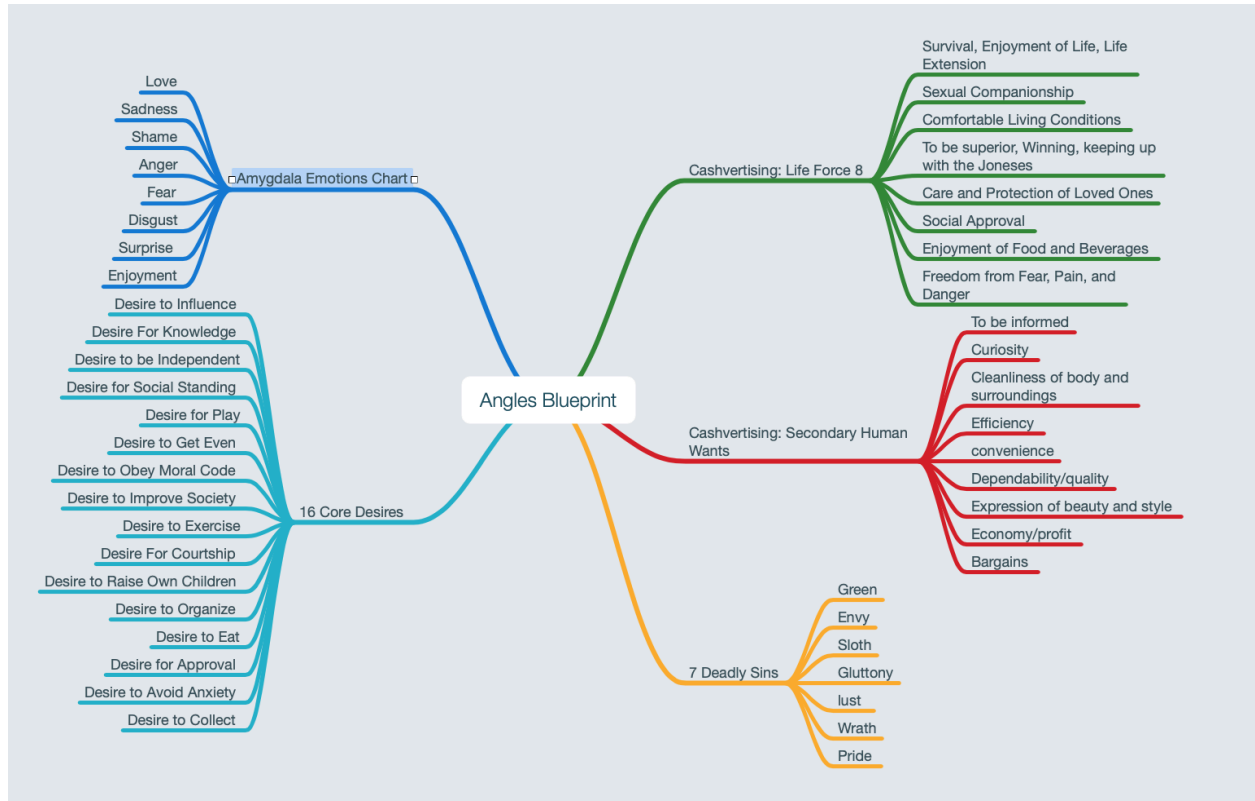 Angles Blueprint
Amygdala Emotions Chart
Love
Sadness
Shame
Anger
Fear
Disgust
Surprise
Enjoyment
16 Core Desires
Desire to Influence
Desire For Knowledge
Desire to be Independent
Desire for Social Standing
Desire for Play
Desire to Get Even
Desire to Obey Moral Code
Desire to Improve Society
Desire to Exercise
Desire For Courtship
Desire to Raise Own Children
Desire to Organize
Desire to Eat
Desire for Approval
Desire to Avoid Anxiety
Desire to Collect
Cashvertising: Life Force 8
Survival, Enjoyment of Life, Life
Extension
Sexual Companionship
Comfortable Living Conditions
To be superior, Winning, keeping up
with the Joneses
Care and Protection of Loved Ones
Social Approval
Enjoyment of Food and Beverages
Freedom from Fear, Pain, and
Danger
Cashvertising: Secondary Human
Wants
To be informed
Curiosity
Cleanliness of body and
surroundings
Efficiency
convenience
Dependability/quality
Expression of beauty and style
Economy/profit
Bargains
7 Deadly Sins
Green
Envy
Sloth
Gluttony
lust
Wrath
Pride